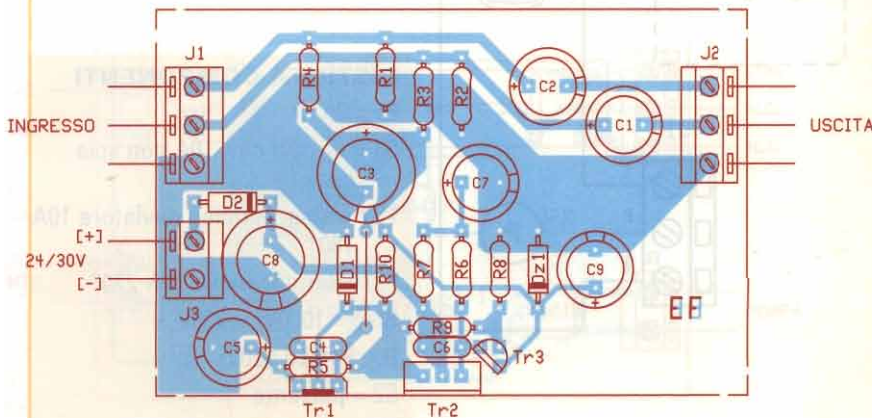 J1
R4
R1
R3
R2
C2
C1
J2
INGRESSO
USCITA
C3
C7
D2
[+]
24/30V
[-]
C8
D1
R10
R7
R6
R8
Dz1
C9
J3
C5
C4
R5
R9
C6
Tr3
Tr1
Tr2